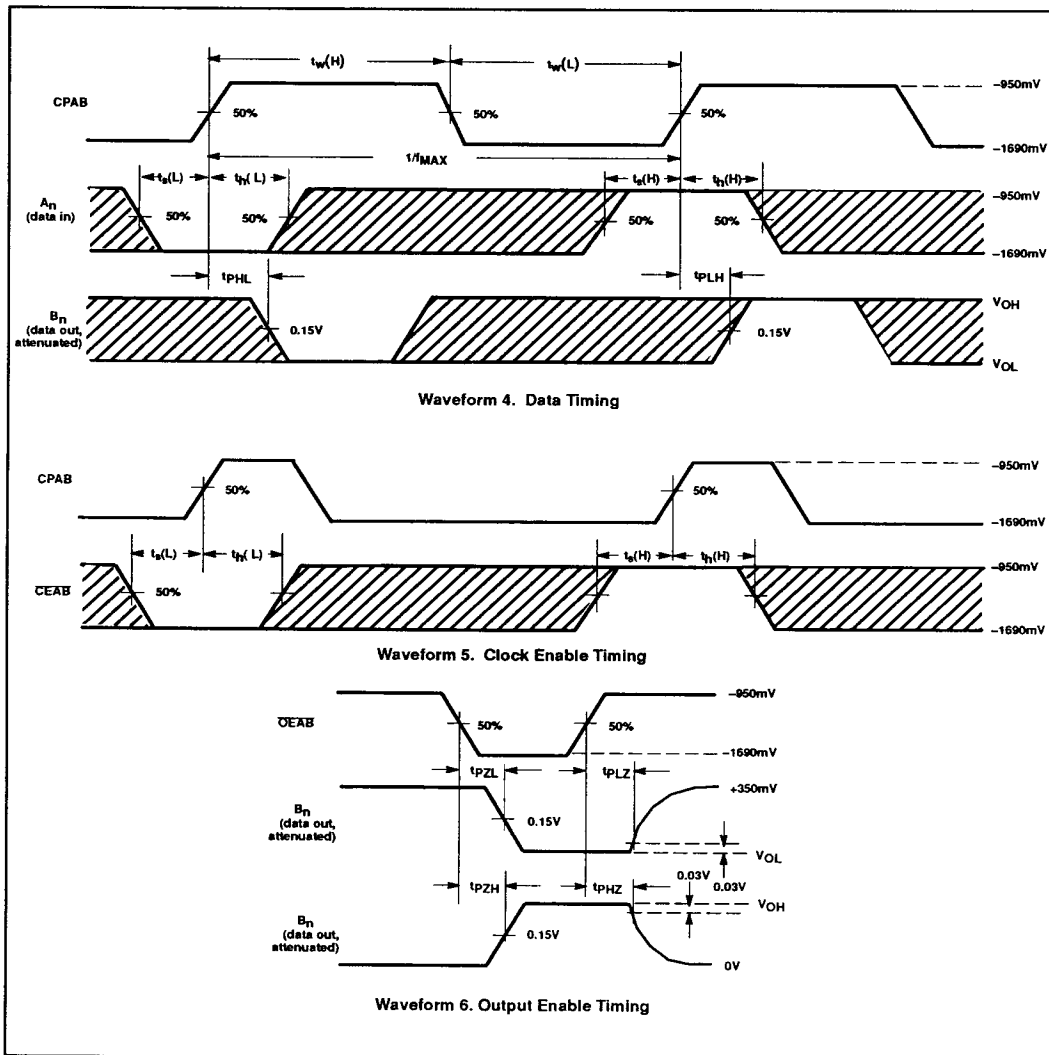 tw(H)
tw(L)
CPAB
50%
50%
50%
–950mV
–1690mV
1/fMAX
ts(L)
th(L)
ts(H)
th(H)
An
(data in)
50%
50%
50%
50%
–950mV
–1690mV
tPHL
tPLH
Bn
(data out,
attenuated)
0.15V
0.15V
VOH
VOL
Waveform 4. Data Timing
CPAB
50%
50%
–950mV
–1690mV
ts(L)
th(L)
ts(H)
th(H)
CEAB
50%
–950mV
–1690mV
Waveform 5. Clock Enable Timing
OEAB
50%
50%
–950mV
–1690mV
tPZL
tPLZ
Bn
(data out,
attenuated)
0.15V
+350mV
VOL
0.03V
0.03V
tPZH
tPHZ
Bn
(data out,
attenuated)
0.15V
VOH
0V
Waveform 6. Output Enable Timing